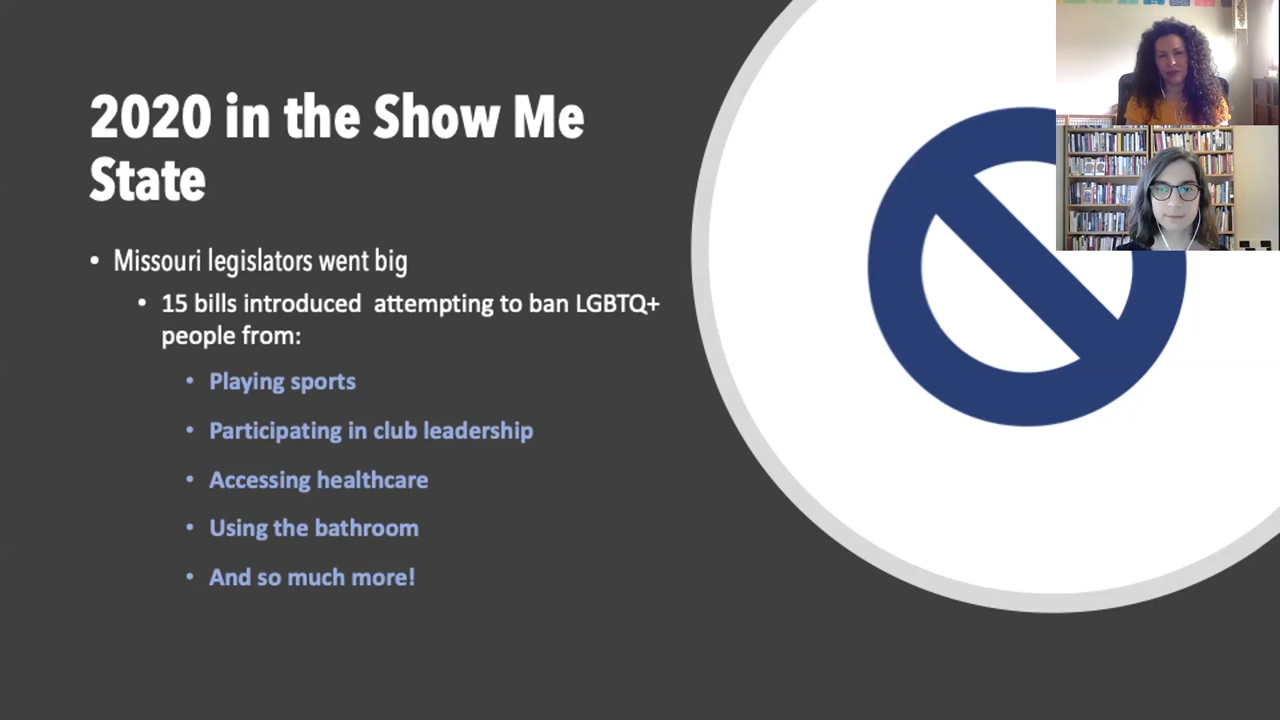 2020 in the Show Me
State
• Missouri legislators went big
• 15 bills introduced attempting to ban LGBTQ+
people from:
• Playing sports
• Participating in club leadership
• Accessing healthcare
• Using the bathroom
• And so much more!